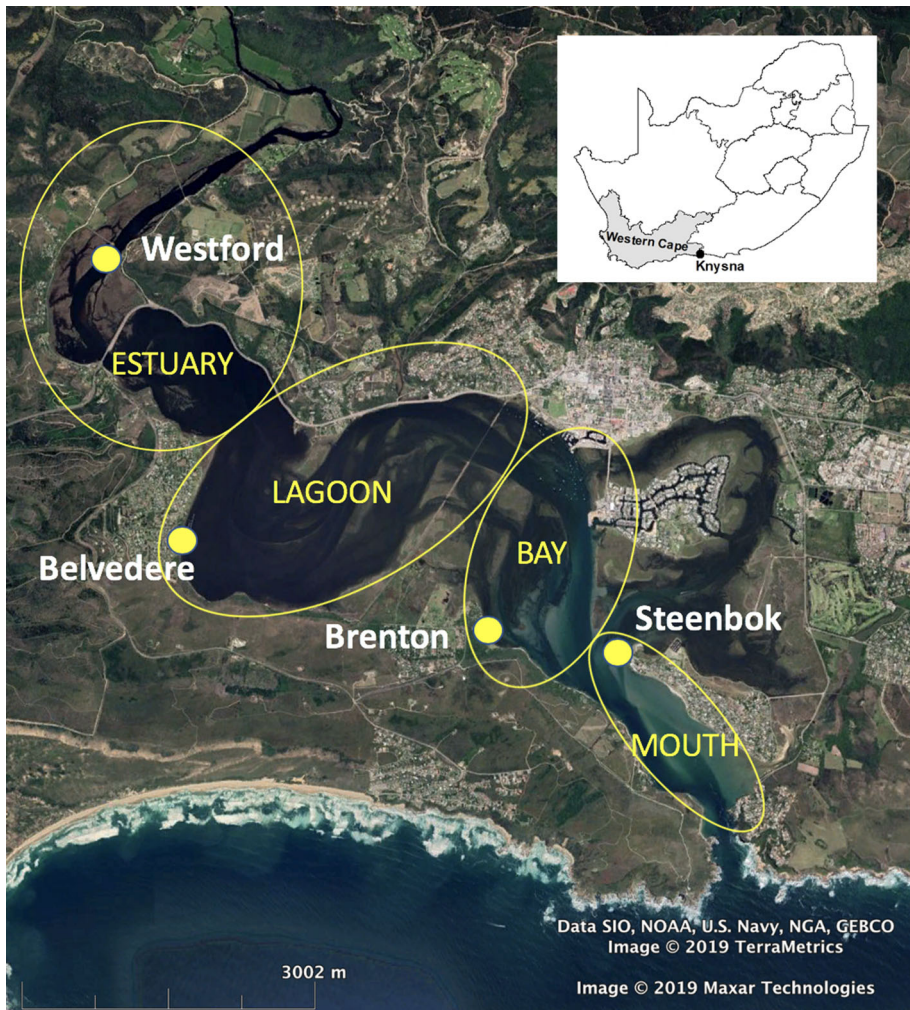 Western Cape
Knysna
Westford
ESTUARY
LAGOON
BAY
Belvedere
Brenton
Steenbok
MOUTH
Data SIO, NOAA, U.S. Navy, NGA, GEBCO
Image © 2019 TerraMetrics
3002 m
Image © 2019 Maxar Technologies